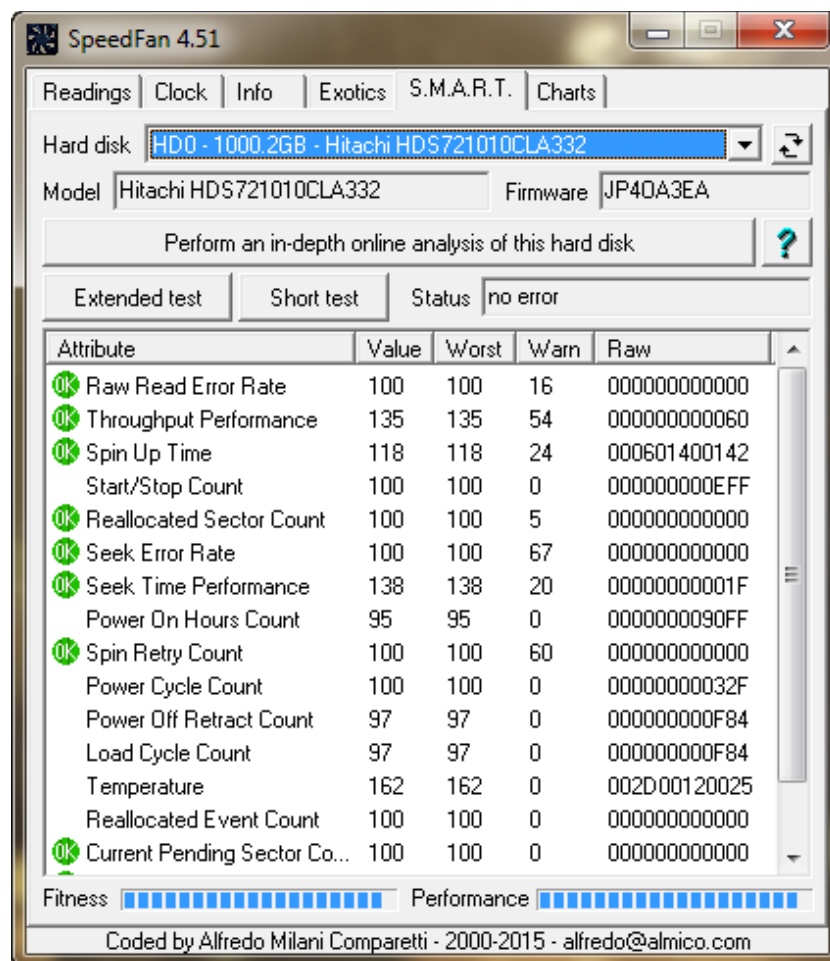 SpeedFan 4.51
Readings Clock Info Exotics S.M.A.R.T. Charts
Hard disk HD0 - 1000.2GB - Hitachi HDS721010CLA332
Model Hitachi HDS721010CLA332 Firmware JP4OA3EA
Perform an in-depth online analysis of this hard disk ?
Extended test Short test Status no error
Attribute Value Worst Warn Raw
OK Raw Read Error Rate 100 100 16 000000000000
OK Throughput Performance 135 135 54 000000000060
OK Spin Up Time 118 118 24 000601400142
Start/Stop Count 100 100 0 000000000EFF
OK Reallocated Sector Count 100 100 5 000000000000
OK Seek Error Rate 100 100 67 000000000000
OK Seek Time Performance 138 138 20 00000000001F
Power On Hours Count 95 95 0 0000000090FF
OK Spin Retry Count 100 100 60 000000000000
Power Cycle Count 100 100 0 00000000032F
Power Off Retract Count 97 97 0 000000000F84
Load Cycle Count 97 97 0 000000000F84
Temperature 162 162 0 002D00120025
Reallocated Event Count 100 100 0 000000000000
OK Current Pending Sector Co... 100 100 0 000000000000
Fitness Performance
Coded by Alfredo Milani Comparetti - 2000-2015 - alfredo@almico.com